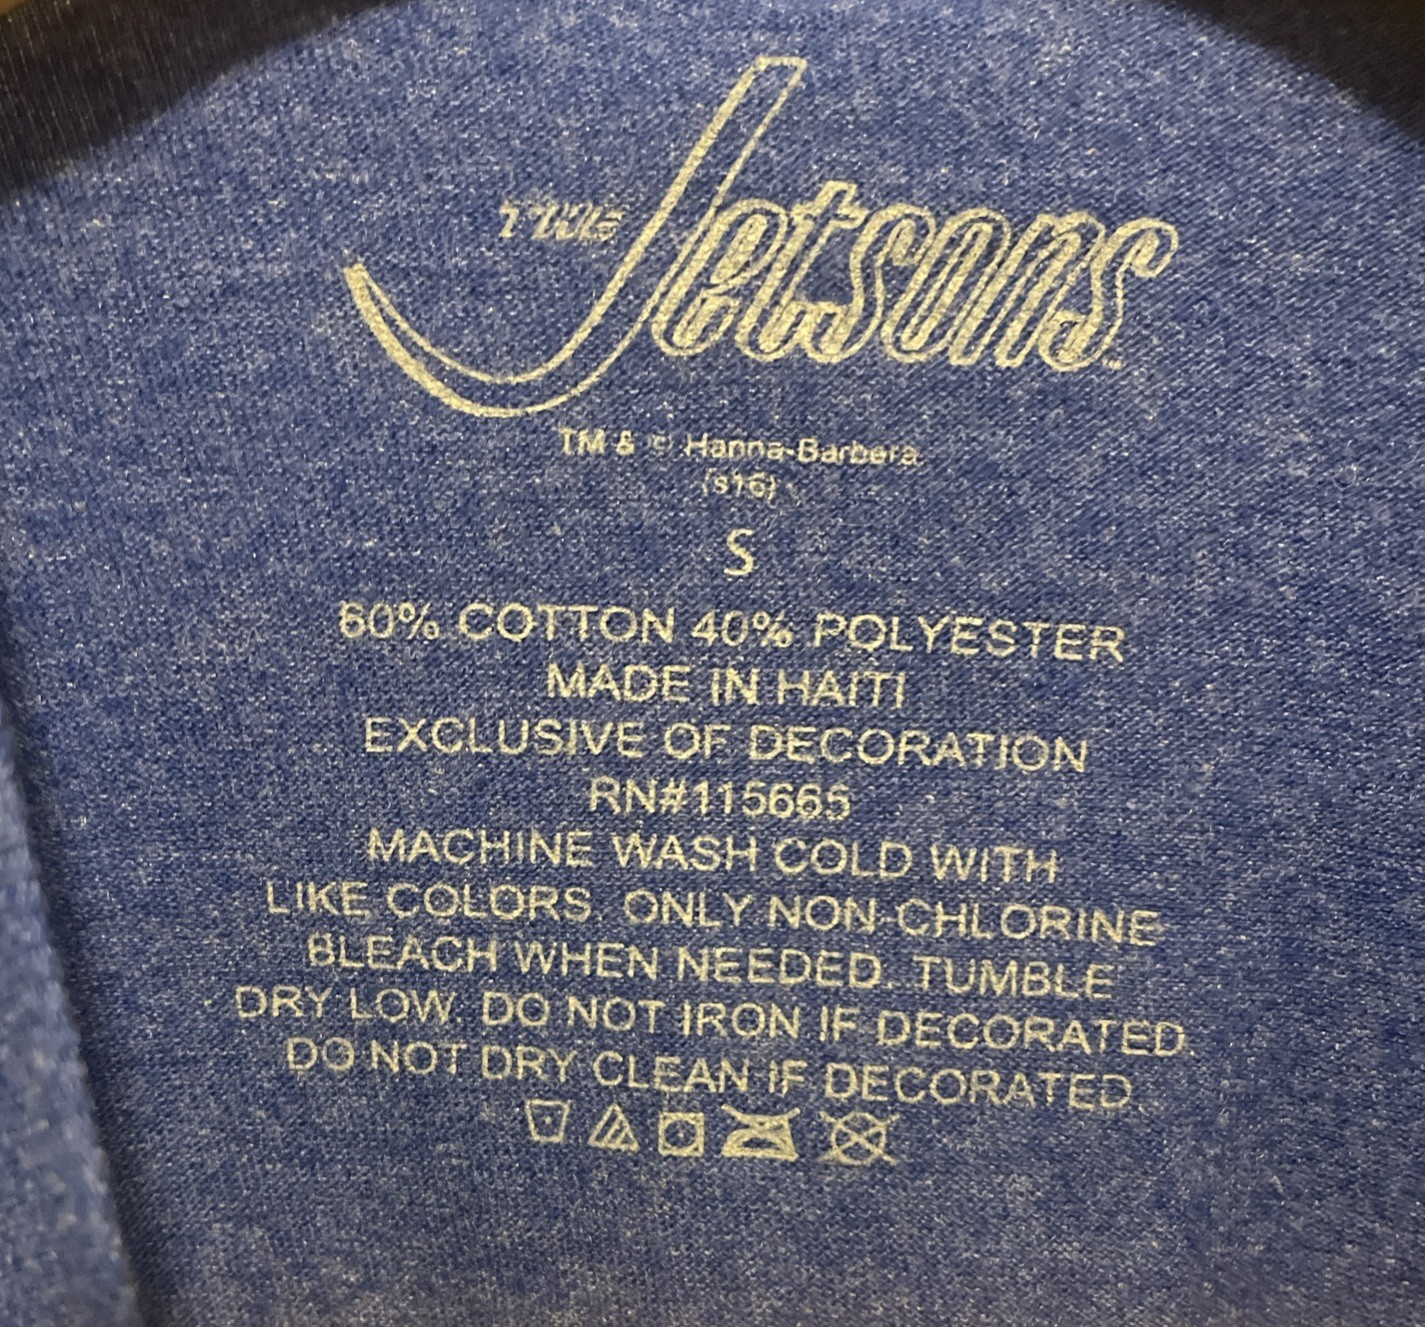 THE Jetsons
TM & © Hanna-Barbera.
(s16)
S
60% COTTON 40% POLYESTER
MADE IN HAITI
EXCLUSIVE OF DECORATION
RN#115665
MACHINE WASH COLD WITH
LIKE COLORS. ONLY NON-CHLORINE
BLEACH WHEN NEEDED. TUMBLE
DRY LOW. DO NOT IRON IF DECORATED.
DO NOT DRY CLEAN IF DECORATED.